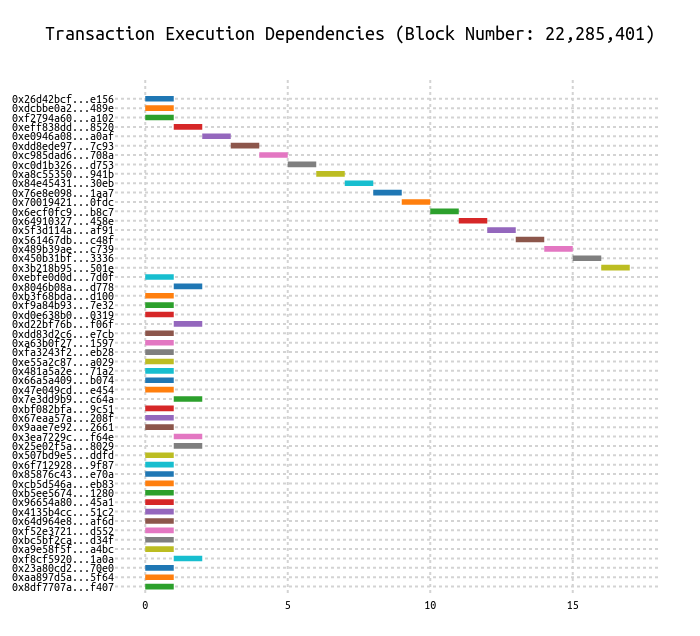 Transaction Execution Dependencies (Block Number: 22,285,401)
0x26d42bcf...e156
0xdcbbe0a2...489e
0xf2794a60...a102
0xeff838dd...8520
0xe0946a08...a0af
0xdd8ede97...7c93
0xc985dad6...708a
0xc0d1b326...d753
0xa8c55350...941b
0x84e45431...30eb
0x76e8e098...1aa7
0x70019421...0fdc
0x6ecf0fc9...b8c7
0x64910327...458e
0x5f3d114a...af91
0x561467db...c48f
0x489b39ae...c739
0x450b31bf...3336
0x3b218b95...501e
0xebfe0d0d...7d0f
0x8046b08a...d778
0xb3f68bda...d100
0xf9a84b93...7e32
0xd0e638b0...0319
0xd22bf76b...f06f
0xdd83d2c6...e7cb
0xa63b0f27...1597
0xfa3243f2...eb28
0xe55a2c87...a029
0x481a5a2e...71a2
0x66a5a409...b074
0x47e049cd...e454
0x7e3dd9b9...c64a
0xbf082bfa...9c51
0x67eaa57a...208f
0x9aae7e92...2661
0x3ea7229c...f64e
0x25e02f5a...8029
0x507bd9e5...ddfd
0x6f712928...9f87
0x85876c43...e70a
0xcb5d546a...eb83
0xb5ee5674...1280
0x96654a80...45a1
0x4135b4cc...51c2
0x64d964e8...af6d
0xf52e3721...d552
0xbc5bf2ca...d34f
0xa9e58f5f...a4bc
0xf8cf5920...1a0a
0x23a80cd2...70e0
0xaa897d5a...5f64
0x8df7707a...f407
0 5 10 15